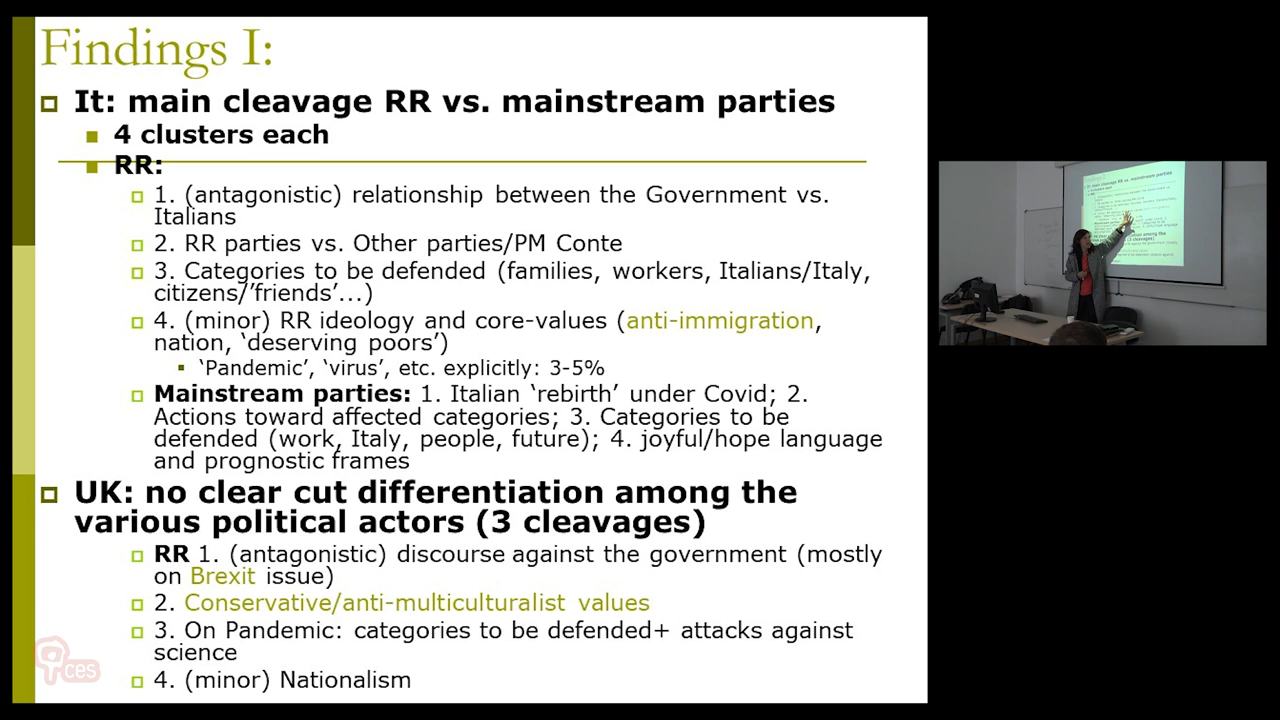 Findings I:
It: main cleavage RR vs. mainstream parties
4 clusters each
RR:
1. (antagonistic) relationship between the Government vs.
Italians
2. RR parties vs. Other parties/PM Conte
3. Categories to be defended (families, workers, Italians/Italy,
citizens/’friends’...)
4. (minor) RR ideology and core-values (anti-immigration,
nation, ‘deserving poors’)
‘Pandemic’, ‘virus’, etc. explicitly: 3-5%
Mainstream parties: 1. Italian ‘rebirth’ under Covid; 2.
Actions toward affected categories; 3. Categories to be
defended (work, Italy, people, future); 4. joyful/hope language
and prognostic frames
UK: no clear cut differentiation among the
various political actors (3 cleavages)
RR 1. (antagonistic) discourse against the government (mostly
on Brexit issue)
2. Conservative/anti-multiculturalist values
3. On Pandemic: categories to be defended+ attacks against
science
4. (minor) Nationalism
ces